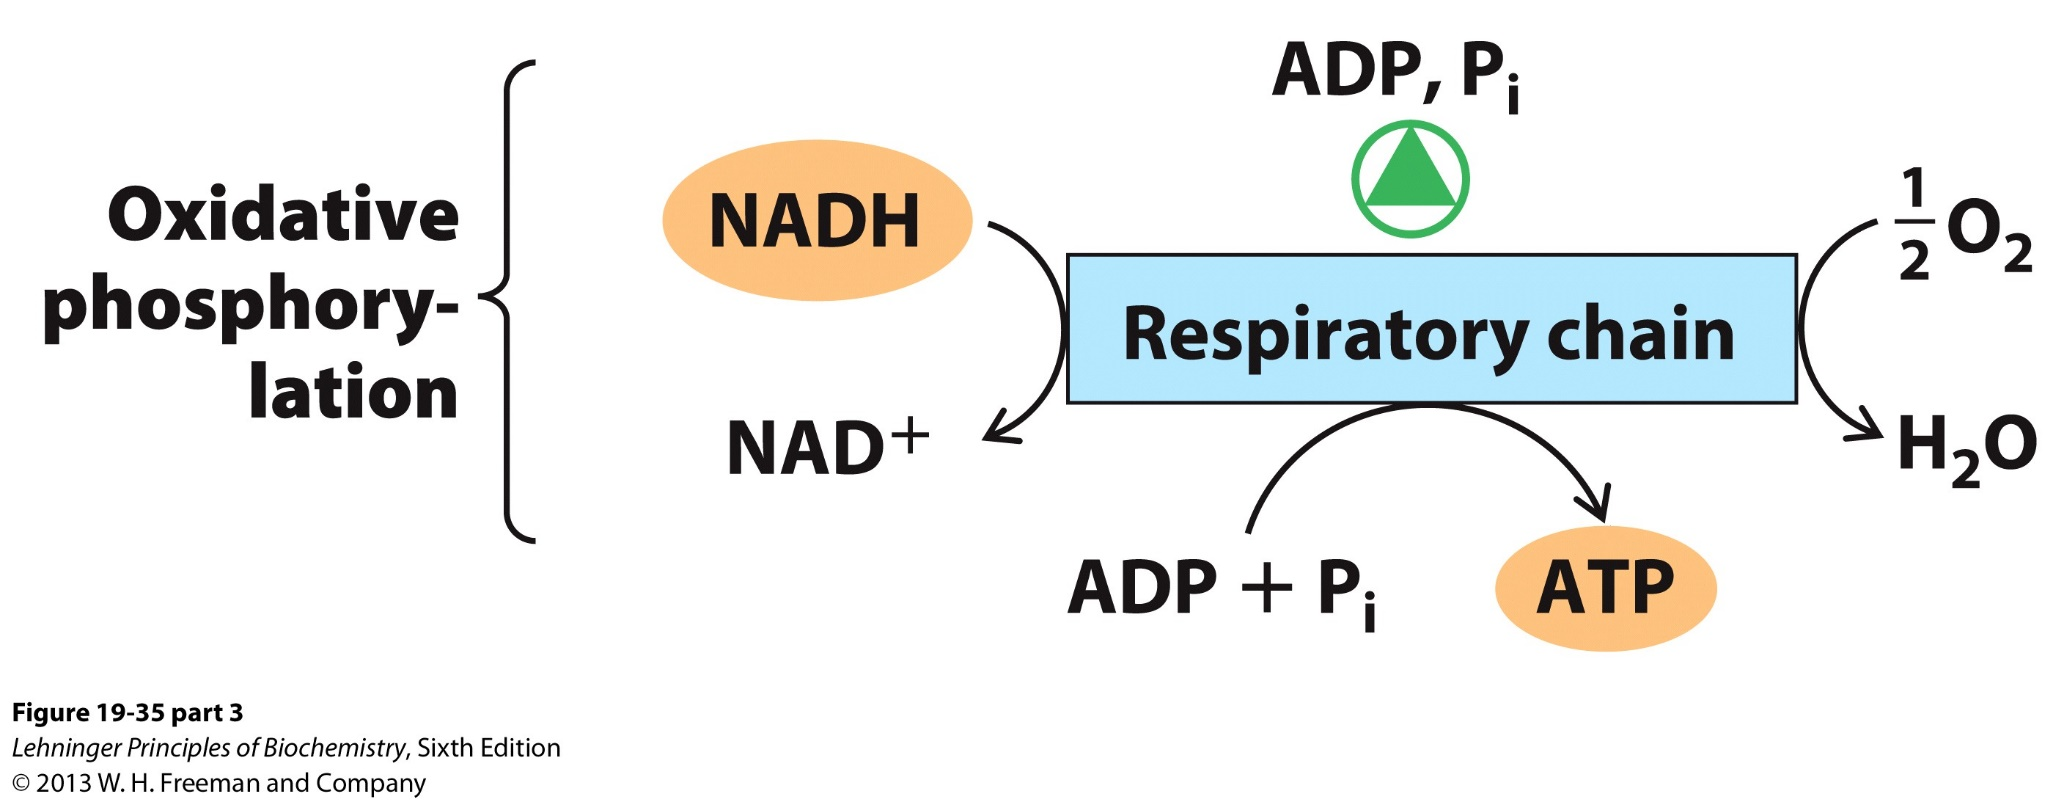 ADP, Pi
Oxidative
phosphory-
lation
NADH
1/2 O2
Respiratory chain
NAD+
H2O
ADP + Pi
ATP
Figure 19-35 part 3
Lehninger Principles of Biochemistry, Sixth Edition
© 2013 W. H. Freeman and Company